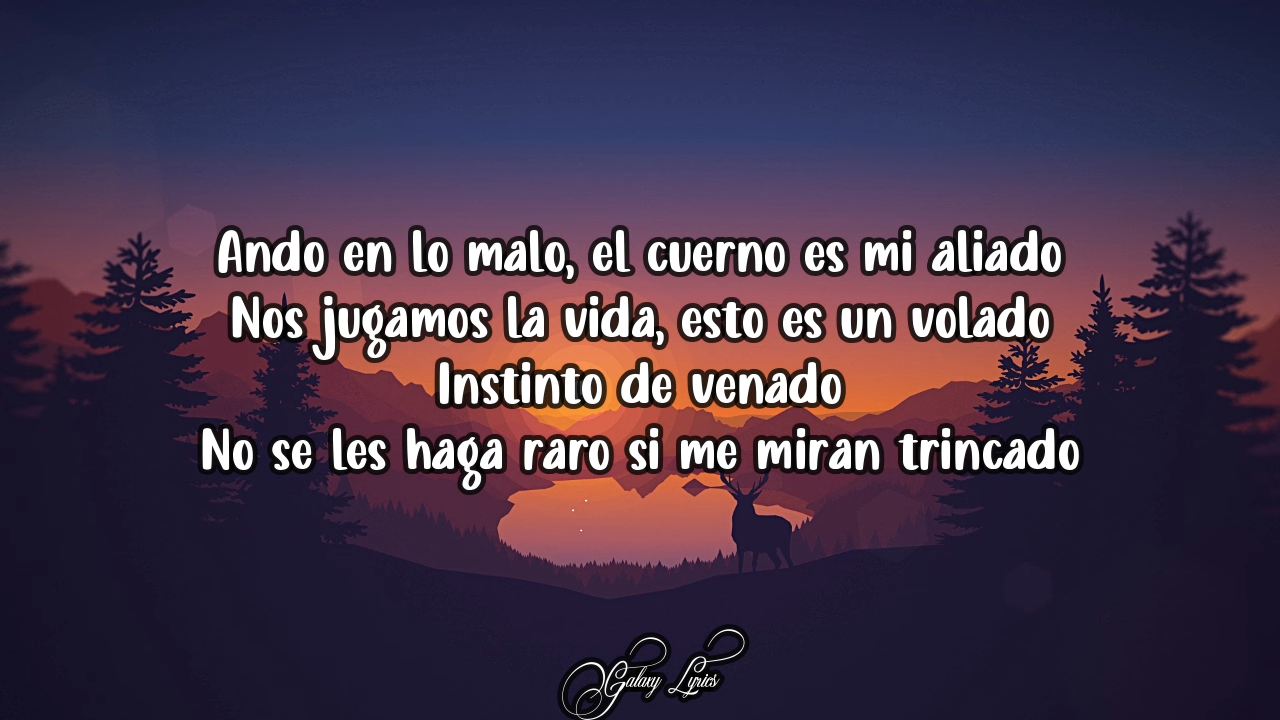 Ando en lo malo, el cuerno es mi aliado
Nos jugamos la vida, esto es un volado
Instinto de venado
No se les haga raro si me miran trincado
Galaxy Lyrics